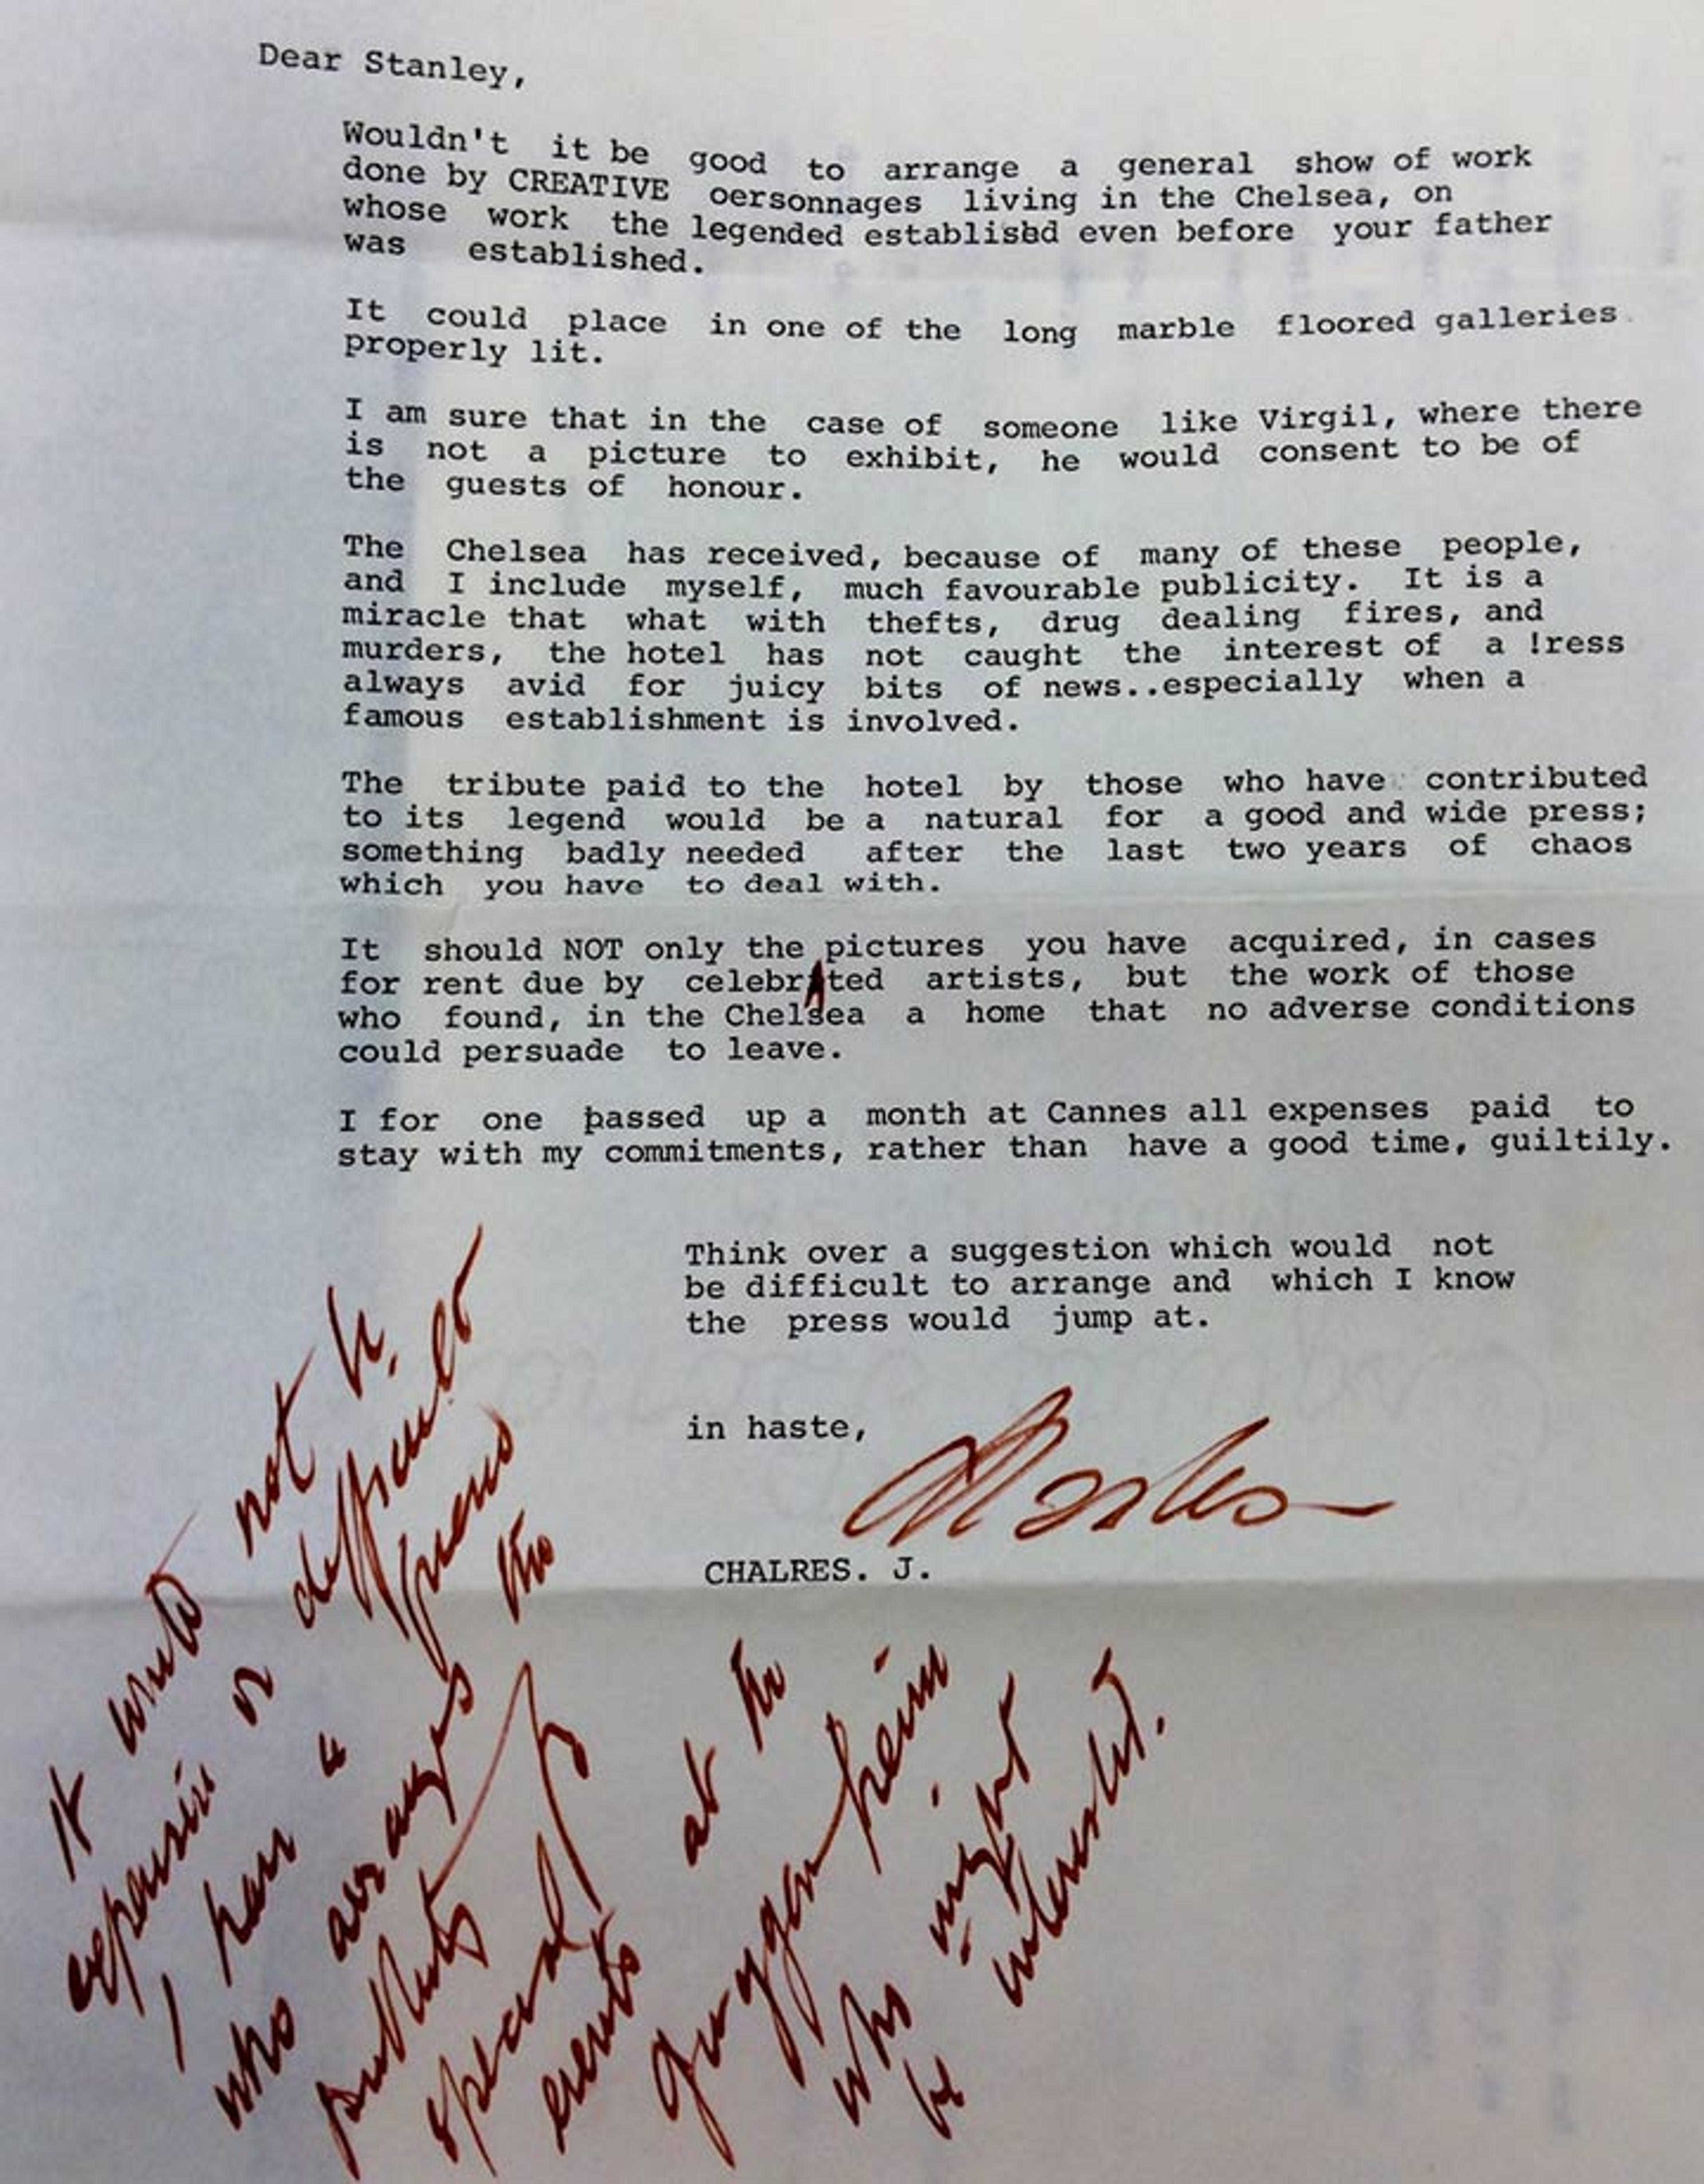 Dear Stanley,
Wouldn't it be good to arrange a general show of work
done by CREATIVE oersonnages living in the Chelsea, on
whose work the legended establishd even before your father
was established.
It could place in one of the long marble floored galleries
properly lit.
I am sure that in the case of someone like Virgil, where there
is not a picture to exhibit, he would consent to be of
the guests of honour.
The Chelsea has received, because of many of these people,
and I include myself, much favourable publicity. It is a
miracle that what with thefts, drug dealing fires, and
murders, the hotel has not caught the interest of a !ress
always avid for juicy bits of news..especially when a
famous establishment is involved.
The tribute paid to the hotel by those who have contributed
to its legend would be a natural for a good and wide press;
something badly needed after the last two years of chaos
which you have to deal with.
It should NOT only the pictures you have acquired, in cases
for rent due by celebrated artists, but the work of those
who found, in the Chelsea a home that no adverse conditions
could persuade to leave.
I for one passed up a month at Cannes all expenses paid to
stay with my commitments, rather than have a good time, guiltily.
Think over a suggestion which would not
be difficult to arrange and which I know
the press would jump at.
in haste,
Charles
CHALRES. J.
It would not be
expensive or difficult
I have a friend
who arranges the
publicity
special
events at the
Guggenheim
who might
be interested.